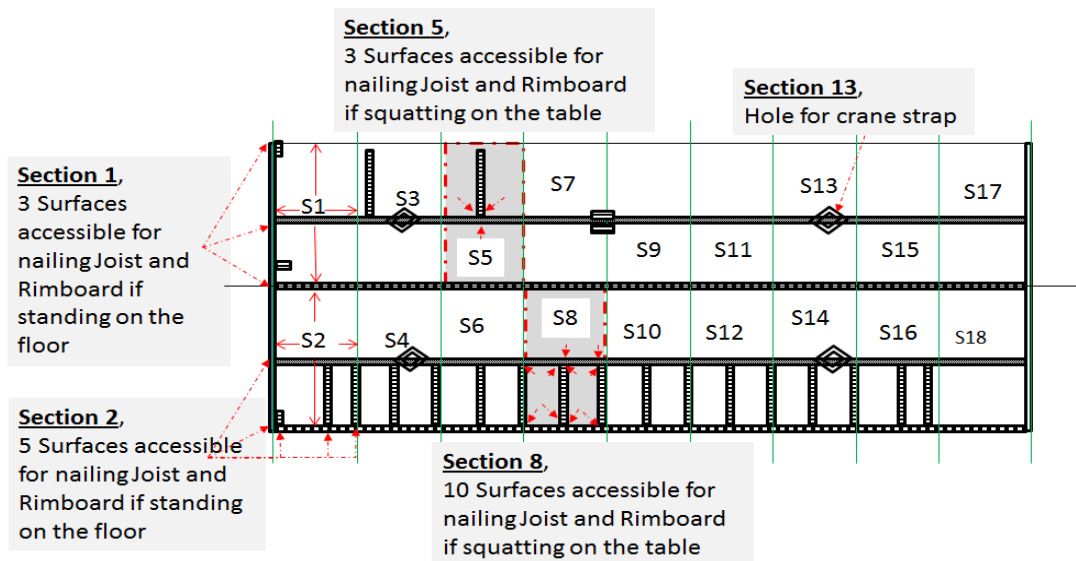 Section 5,
3 Surfaces accessible for
nailing Joist and Rimboard
if squatting on the table
Section 13,
Hole for crane strap
Section 1,
3 Surfaces
accessible for
nailing Joist and
Rimboard if
standing on the
floor
S1
S3
S5
S7
S9
S11
S13
S15
S17
S2
S4
S6
S8
S10
S12
S14
S16
S18
Section 2,
5 Surfaces accessible
for nailing Joist and
Rimboard if standing
on the floor
Section 8,
10 Surfaces accessible for
nailing Joist and Rimboard
if squatting on the table